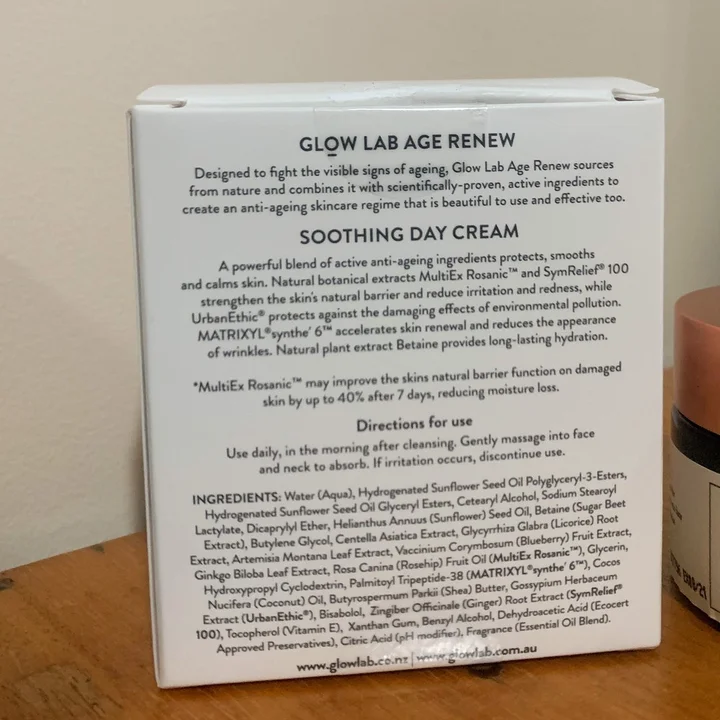 GLOW LAB AGE RENEW
Designed to fight the visible signs of ageing, Glow Lab Age Renew sources
from nature and combines it with scientifically-proven, active ingredients to
create an anti-ageing skincare regime that is beautiful to use and effective too.
SOOTHING DAY CREAM
A powerful blend of active anti-ageing ingredients protects, smooths
and calms skin. Natural botanical extracts MultiEx Rosanic™ and SymRelief® 100
strengthen the skin's natural barrier and reduce irritation and redness, while
UrbanEthic® protects against the damaging effects of environmental pollution.
MATRIXYL®synthe' 6™ accelerates skin renewal and reduces the appearance
of wrinkles. Natural plant extract Betaine provides long-lasting hydration.
*MultiEx Rosanic™ may improve the skins natural barrier function on damaged
skin by up to 40% after 7 days, reducing moisture loss.
Directions for use
Use daily, in the morning after cleansing. Gently massage into face
and neck to absorb. If irritation occurs, discontinue use.
INGREDIENTS: Water (Aqua), Hydrogenated Sunflower Seed Oil Polyglyceryl-3-Esters,
Hydrogenated Sunflower Seed Oil Glyceryl Esters, Cetearyl Alcohol, Sodium Stearoyl
Lactylate, Dicaprylyl Ether, Helianthus Annuus (Sunflower) Seed Oil, Betaine (Sugar Beet
Extract), Butylene Glycol, Centella Asiatica Extract, Glycyrrhiza Glabra (Licorice) Root
Extract, Artemisia Montana Leaf Extract, Vaccinium Corymbosum (Blueberry) Fruit Extract,
Ginkgo Biloba Leaf Extract, Rosa Canina (Rosehip) Fruit Oil (MultiEx Rosanic™), Glycerin,
Hydroxypropyl Cyclodextrin, Palmitoyl Tripeptide-38 (MATRIXYL®synthe' 6™), Cocos
Nucifera (Coconut) Oil, Butyrospermum Parkii (Shea) Butter, Gossypium Herbaceum
Extract (UrbanEthic®), Bisabolol, Zingiber Officinale (Ginger) Root Extract (SymRelief®
100), Tocopherol (Vitamin E), Xanthan Gum, Benzyl Alcohol, Dehydroacetic Acid (Ecocert
Approved Preservatives), Citric Acid (pH modifier), Fragrance (Essential Oil Blend).
www.glowlab.co.nz | www.glowlab.com.au